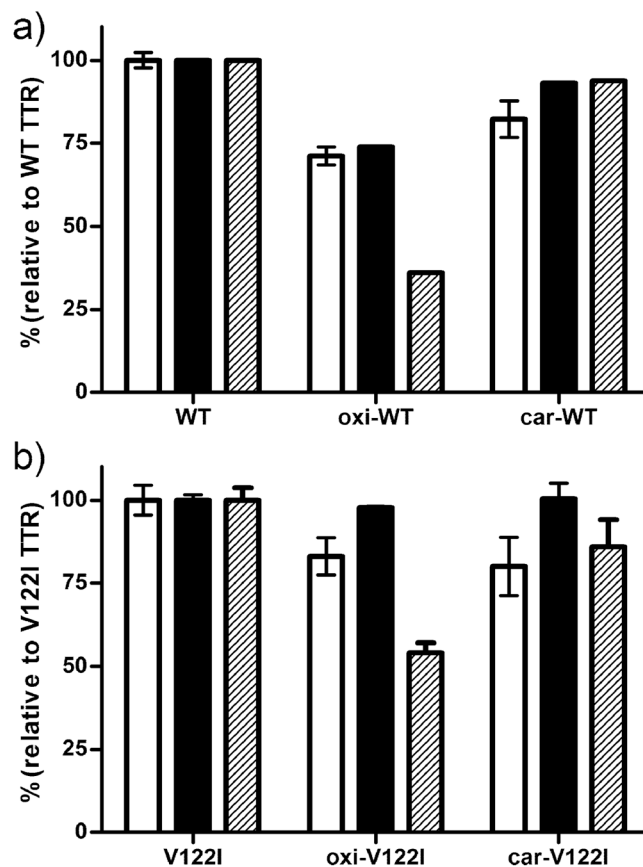 a)
% (relative to WT TTR)
100
75
50
25
0
WT oxi-WT car-WT
b)
% (relative to V122I TTR)
100
75
50
25
0
V122I oxi-V122I car-V122I